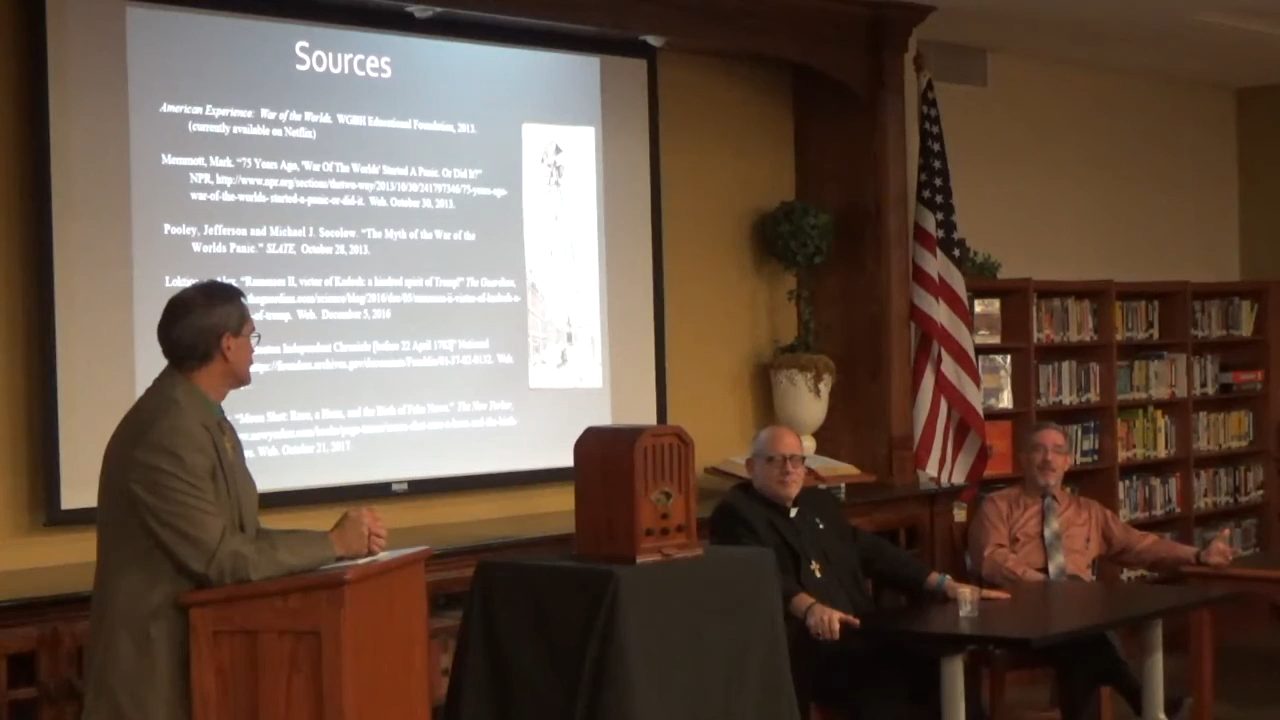 Sources
American Experience: War of the Worlds. WGBH Educational Foundation, 2013.
(currently available on Netflix)
Memmott, Mark. "75 Years Ago, 'War Of The Worlds' Started A Panic. Or Did It?"
NPR, http://www.npr.org/sections/thetwo-way/2013/10/30/241797346/75-years-ago-
war-of-the-worlds-started-a-panic-or-did-it. Web. October 30, 2013.
Pooley, Jefferson and Michael J. Socolow. "The Myth of the War of the
Worlds Panic." SLATE, October 28, 2013.
"Ramses II, victor of Kadesh: a kindred spirit of Trump?" The Guardian,
of-trump. Web. December 5, 2016
Independent Chronicle [before 22 April 1782]" National
Web.
"Moon Shot: Race, a Hoax, and the Birth of Fake News." The New Yorker,
Web. October 21, 2017